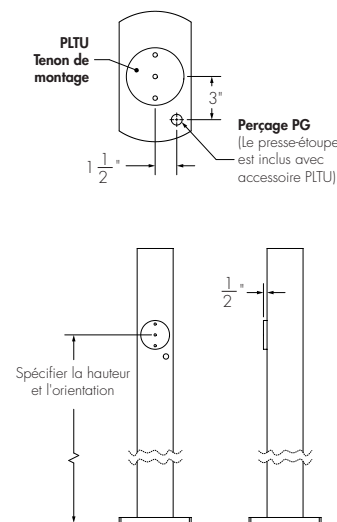 PLTU
Tenon de
montage
3"
1 1/2"
Perçage PG
(Le presse-étoupe
est inclus avec
accessoire PLTU)
1/2"
Spécifier la hauteur
et l'orientation